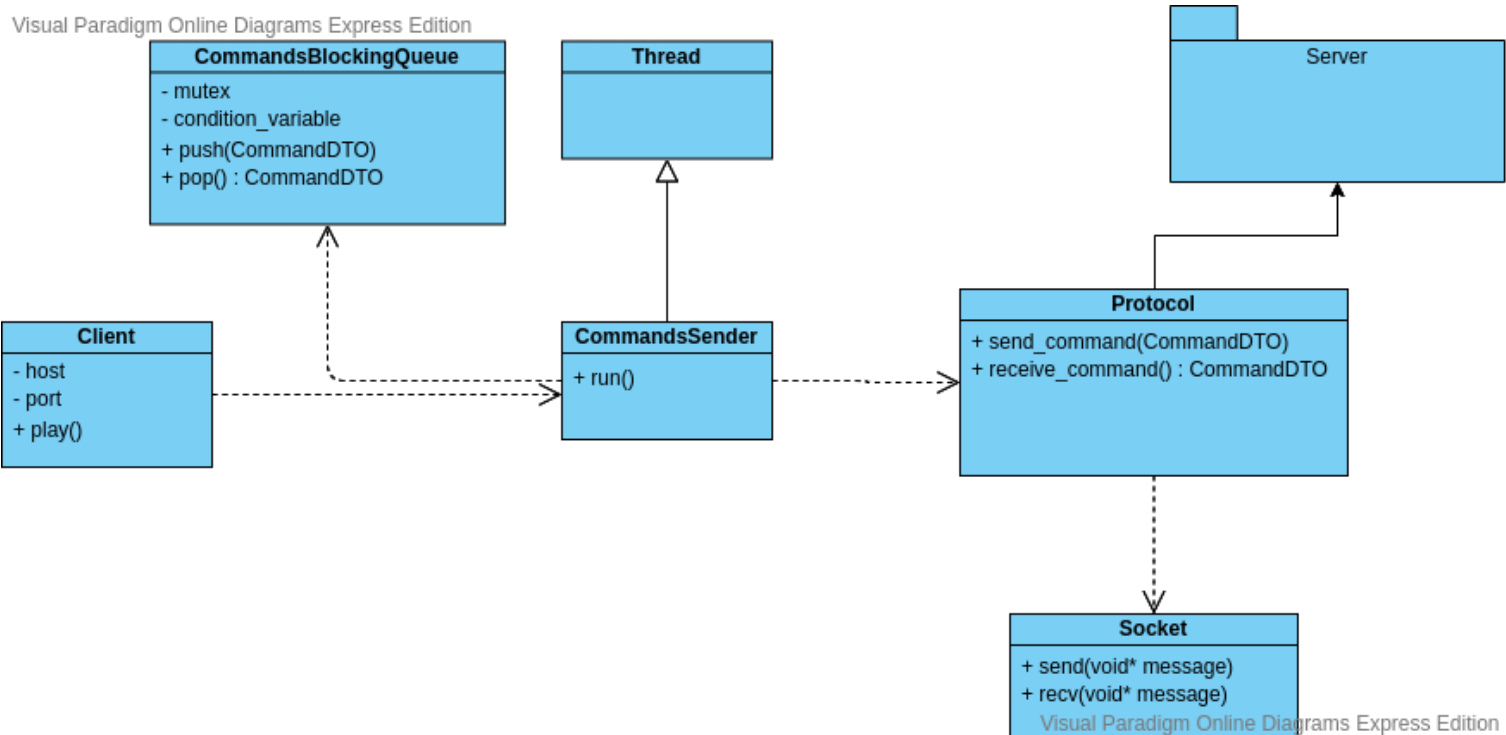 Visual Paradigm Online Diagrams Express Edition
CommandsBlockingQueue
- mutex
- condition_variable
+ push(CommandDTO)
+ pop() : CommandDTO
Thread
Server
Client
- host
- port
+ play()
CommandsSender
+ run()
Protocol
+ send_command(CommandDTO)
+ receive_command() : CommandDTO
Socket
+ send(void* message)
+ recv(void* message)
Visual Paradigm Online Diagrams Express Edition